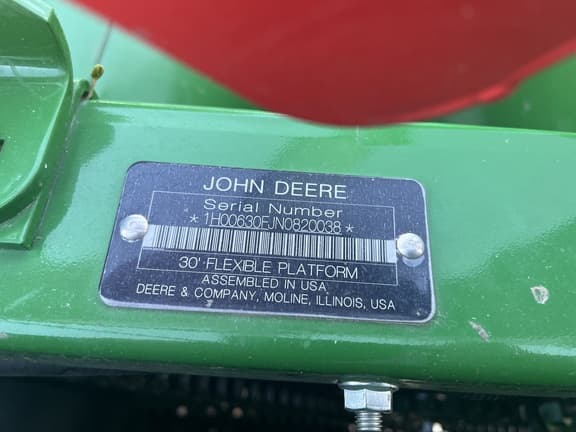 JOHN DEERE
Serial Number
*1H00630FJN0820038*
30' FLEXIBLE PLATFORM
ASSEMBLED IN USA
DEERE & COMPANY, MOLINE, ILLINOIS, USA